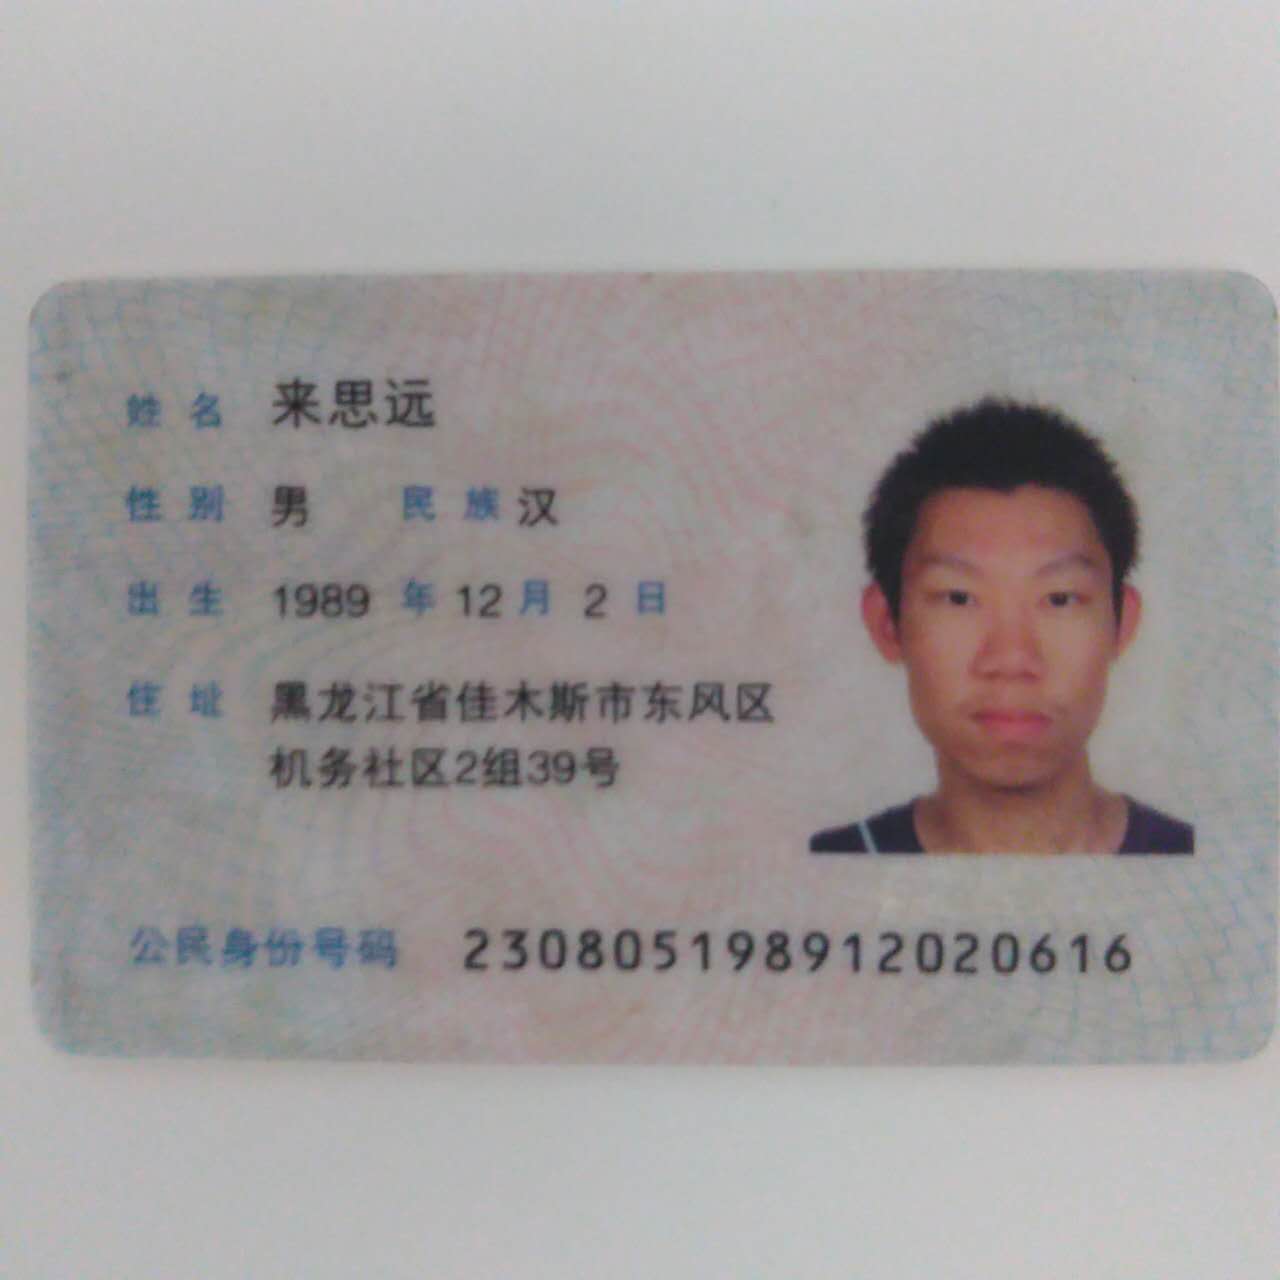 姓名 来思远
性别 男 民族 汉
出生 1989 年 12 月 2 日
住址 黑龙江省佳木斯市东风区
机务社区2组39号
公民身份号码 230805198912020616